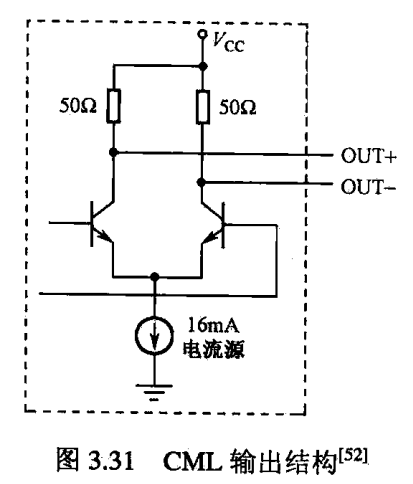 V_CC
50Ω
50Ω
OUT+
OUT−
16mA
电流源
图 3.31 CML 输出结构[52]